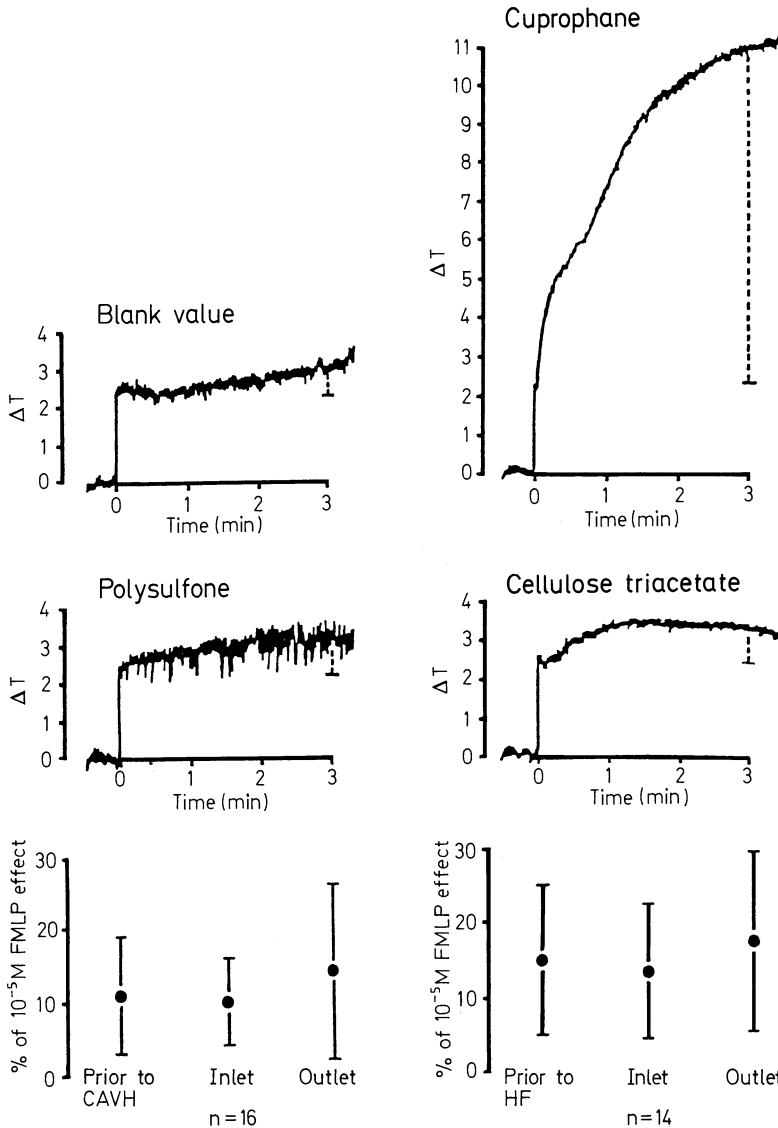 Cuprophane
11
10
9
8
7
6
5
4
3
2
1
0
ΔT
0 1 2 3
Time (min)
Blank value
4
3
2
1
0
ΔT
0 1 2 3
Time (min)
Polysulfone
4
3
2
1
0
ΔT
0 1 2 3
Time (min)
Cellulose triacetate
4
3
2
1
0
ΔT
0 1 2 3
Time (min)
% of 10⁻⁵M FMLP effect
30
20
10
0
Prior to CAVH
Inlet
Outlet
n=16
% of 10⁻⁵M FMLP effect
30
20
10
0
Prior to HF
Inlet
Outlet
n=14